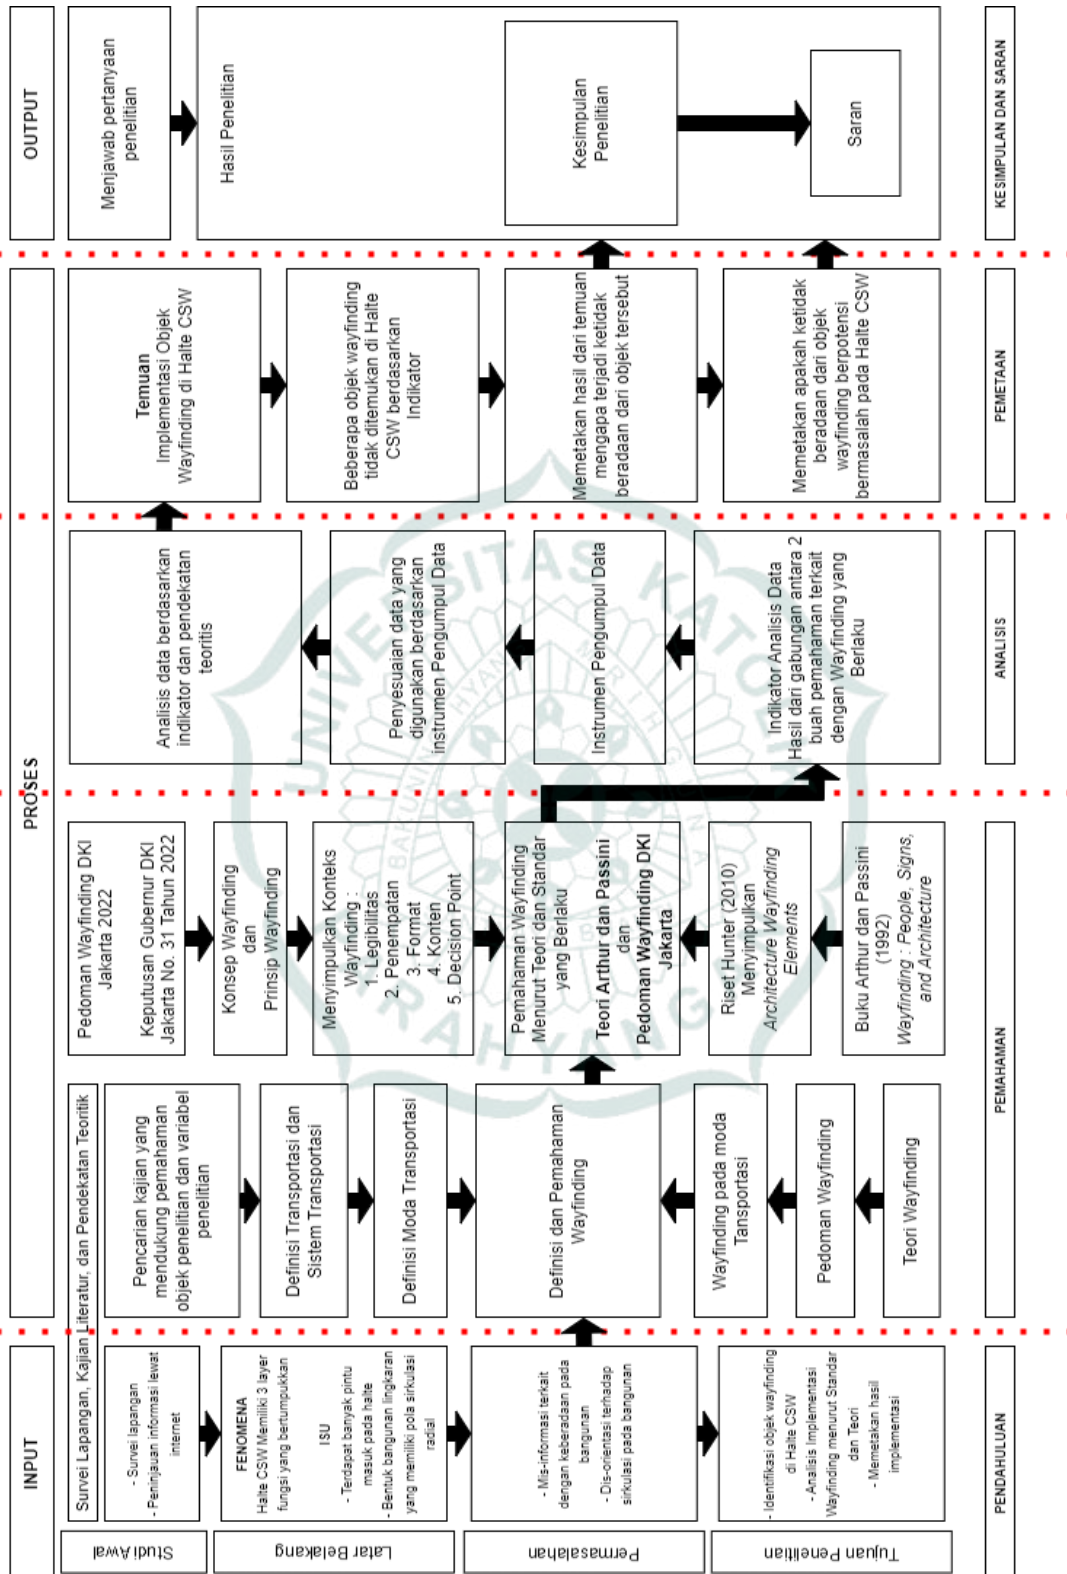 INPUT
PROSES
OUTPUT
Survei Lapangan, Kajian Literatur, dan Pendekatan Teoritik
Studi Awal
- Survei lapangan
- Peninjauan informasi lewat
internet
Latar Belakang
FENOMENA
Halte CSW Memiliki 3 layer
fungsi yang bertumpukkan
ISU
- Terdapat banyak pintu
masuk pada halte
- Bentuk bangunan lingkaran
yang memiliki pola sirkulasi
radial
Permasalahan
- Mis-informasi terkait
dengan keberadaan pada
bangunan
- Dis-orientasi terhadap
sirkulasi pada bangunan
Tujuan Penelitian
- Identifikasi objek wayfinding
di Halte CSW
- Analisis Implementasi
Wayfinding menurut Standar
dan Teori
- Memetakan hasil
implementasi
PENDAHULUAN
Pencarian kajian yang
mendukung pemahaman
objek penelitian dan variabel
penelitian
Definisi Transportasi dan
Sistem Transportasi
Definisi Moda Transportasi
Definisi dan Pemahaman
Wayfinding
Wayfinding pada moda
Tansportasi
Pedoman Wayfinding
Teori Wayfinding
Pedoman Wayfinding DKI
Jakarta 2022
Keputusan Gubernur DKI
Jakarta No. 31 Tahun 2022
Konsep Wayfinding
dan
Prinsip Wayfinding
Menyimpulkan Konteks
Wayfinding :
1. Legibilitas
2. Penempatan
3. Format
4. Konten
5. Decision Point
Pemahaman Wayfinding
Menurut Teori dan Standar
yang Berlaku
Teori Arthur dan Passini
dan
Pedoman Wayfinding DKI
Jakarta
Riset Hunter (2010)
Menyimpulkan
Architecture Wayfinding
Elements
Buku Arthur dan Passini
(1992)
Wayfinding : People, Signs,
and Architecture
PEMAHAMAN
Analisis data berdasarkan
indikator dan pendekatan
teoritis
Penyesuaian data yang
digunakan berdasarkan
instrumen Pengumpul Data
Instrumen Pengumpul Data
Indikator Analisis Data
Hasil dari gabungan antara 2
buah pemahaman terkait
dengan Wayfinding yang
Berlaku
ANALISIS
Temuan
Implementasi Objek
Wayfinding di Halte CSW
Beberapa objek wayfinding
tidak ditemukan di Halte
CSW berdasarkan
Indikator
Memetakan hasil dari temuan
mengapa terjadi ketidak
beradaan dari objek tersebut
Memetakan apakah ketidak
beradaan dari objek
wayfinding berpotensi
bermasalah pada Halte CSW
PEMETAAN
Menjawab pertanyaan
penelitian
Hasil Penelitian
Kesimpulan
Penelitian
Saran
KESIMPULAN DAN SARAN
UNIVERSITAS KATOLIK
PARAHYANGAN